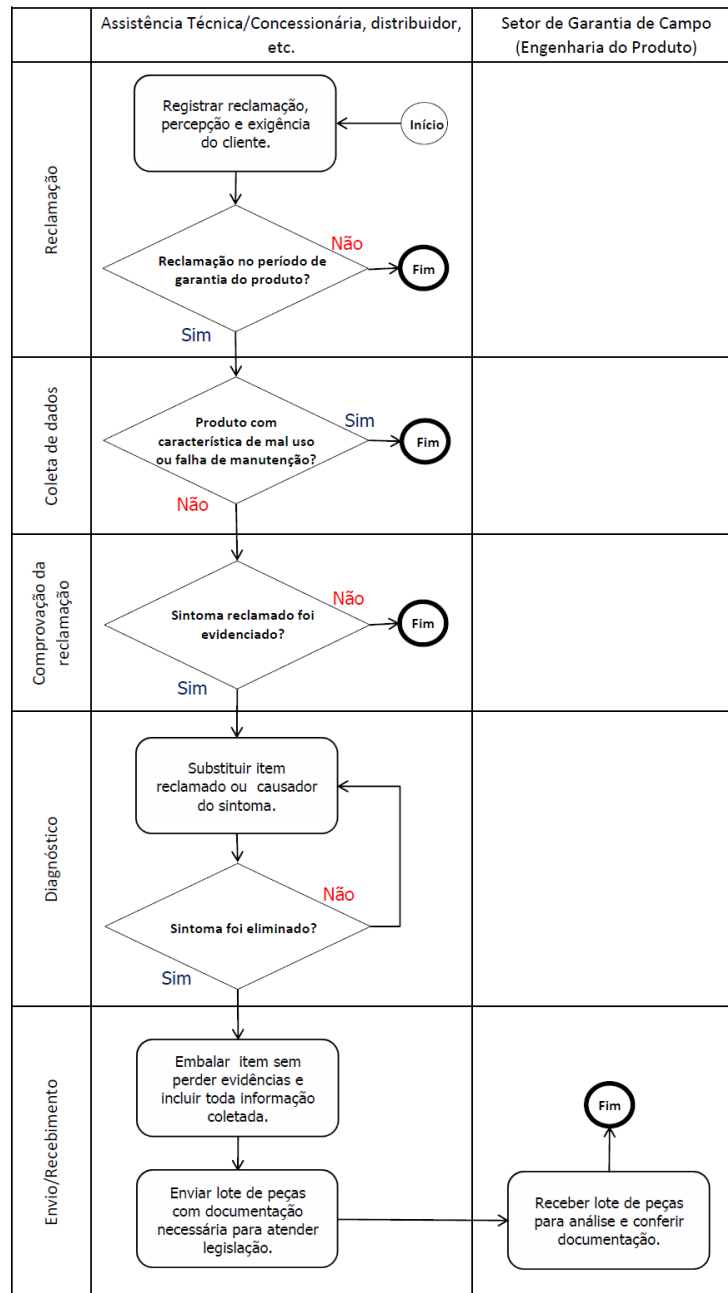 Assistência Técnica/Concessionária, distribuidor,
etc.
Setor de Garantia de Campo
(Engenharia do Produto)
Reclamação
Registrar reclamação,
percepção e exigência
do cliente.
Início
Reclamação no período de
garantia do produto?
Não
Fim
Sim
Coleta de dados
Produto com
característica de mal uso
ou falha de manutenção?
Sim
Fim
Não
Comprovação da
reclamação
Sintoma reclamado foi
evidenciado?
Não
Fim
Sim
Diagnóstico
Substituir item
reclamado ou causador
do sintoma.
Sintoma foi eliminado?
Não
Sim
Envio/Recebimento
Embalar item sem
perder evidências e
incluir toda informação
coletada.
Enviar lote de peças
com documentação
necessária para atender
legislação.
Fim
Receber lote de peças
para análise e conferir
documentação.